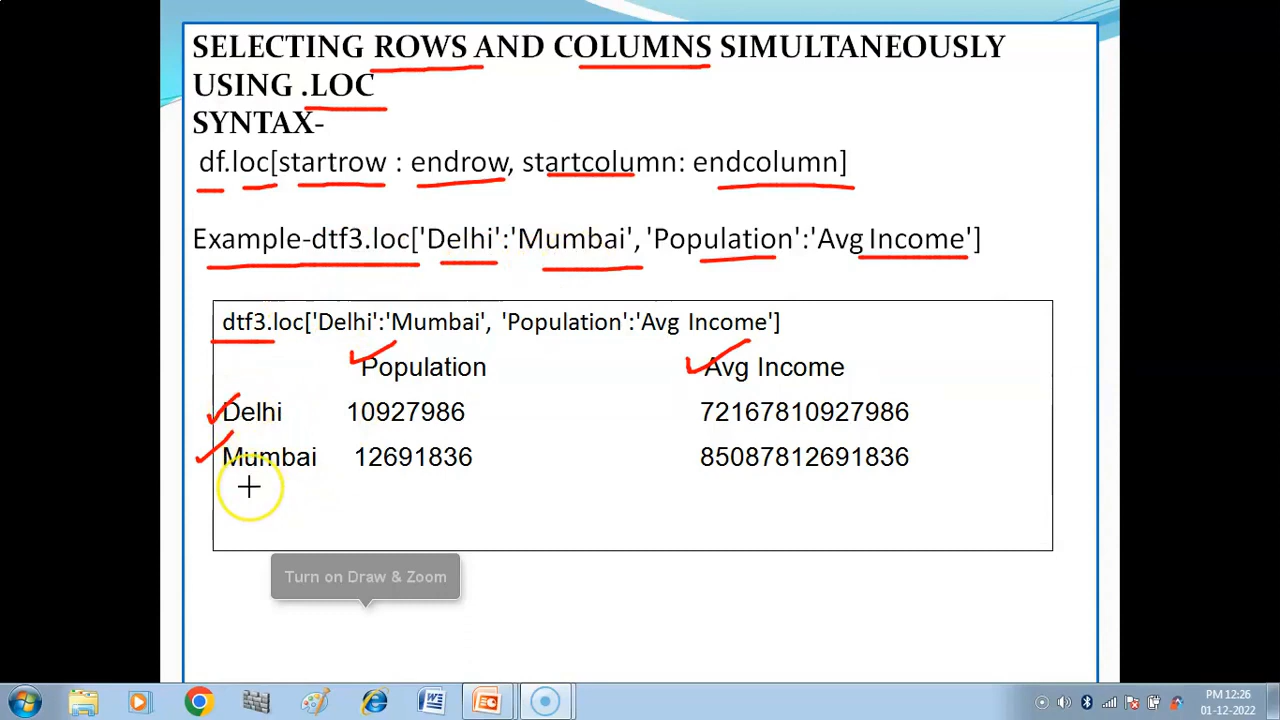 SELECTING ROWS AND COLUMNS SIMULTANEOUSLY
USING .LOC
SYNTAX-
df.loc[startrow : endrow, startcolumn: endcolumn]
Example-dtf3.loc['Delhi':'Mumbai', 'Population':'Avg Income']
dtf3.loc['Delhi':'Mumbai', 'Population':'Avg Income']
Population Avg Income
Delhi 10927986 72167810927986
Mumbai 12691836 85087812691836
Turn on Draw & Zoom
PM 12:26
01-12-2022